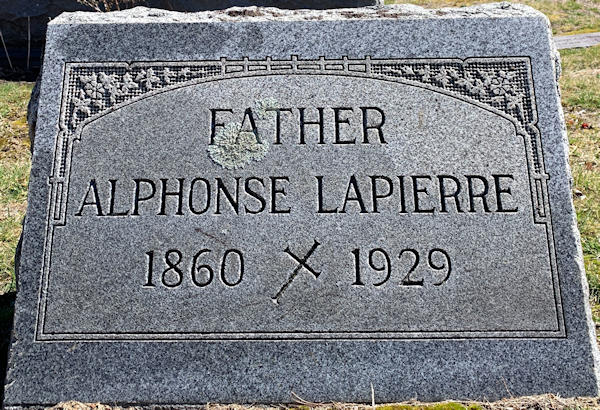 FATHER
ALPHONSE LAPIERRE
1860 1929